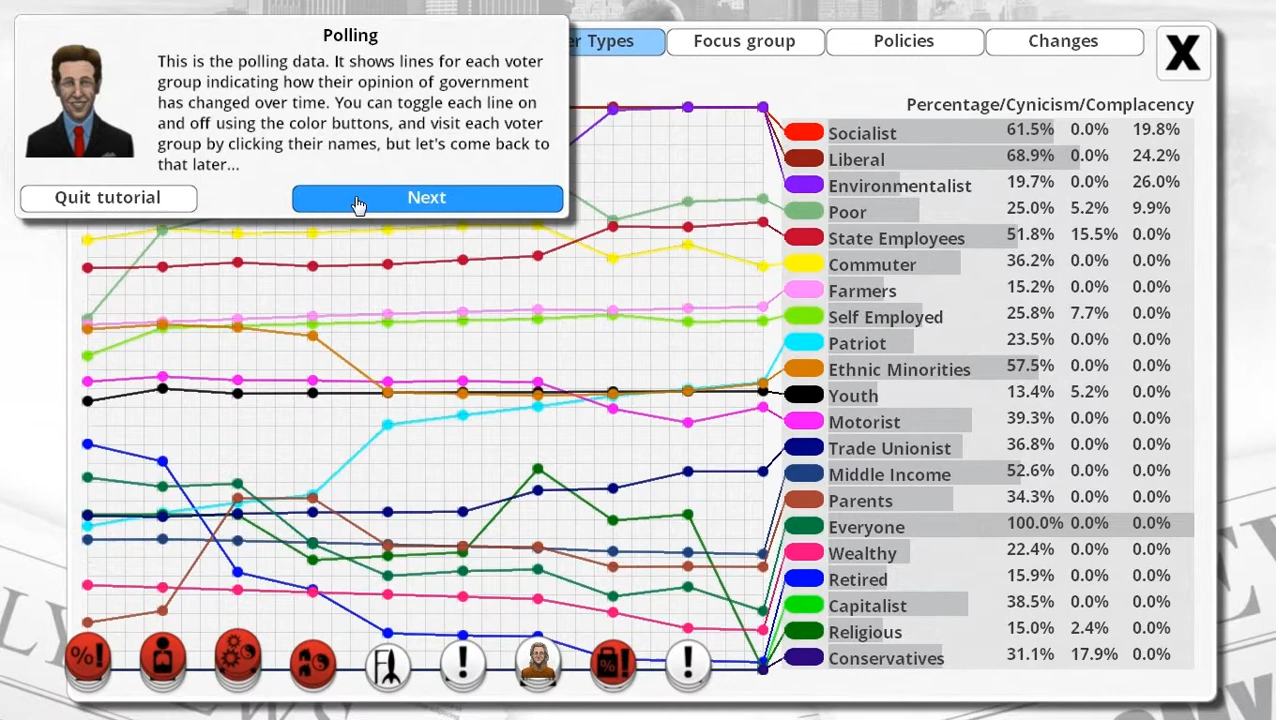 Polling
This is the polling data. It shows lines for each voter
group indicating how their opinion of government
has changed over time. You can toggle each line on
and off using the color buttons, and visit each voter
group by clicking their names, but let's come back to
that later...
Quit tutorial
Next
er Types
Focus group
Policies
Changes
X
Percentage/Cynicism/Complacency
Socialist 61.5% 0.0% 19.8%
Liberal 68.9% 0.0% 24.2%
Environmentalist 19.7% 0.0% 26.0%
Poor 25.0% 5.2% 9.9%
State Employees 51.8% 15.5% 0.0%
Commuter 36.2% 0.0% 0.0%
Farmers 15.2% 0.0% 0.0%
Self Employed 25.8% 7.7% 0.0%
Patriot 23.5% 0.0% 0.0%
Ethnic Minorities 57.5% 0.0% 0.0%
Youth 13.4% 5.2% 0.0%
Motorist 39.3% 0.0% 0.0%
Trade Unionist 36.8% 0.0% 0.0%
Middle Income 52.6% 0.0% 0.0%
Parents 34.3% 0.0% 0.0%
Everyone 100.0% 0.0% 0.0%
Wealthy 22.4% 0.0% 0.0%
Retired 15.9% 0.0% 0.0%
Capitalist 38.5% 0.0% 0.0%
Religious 15.0% 2.4% 0.0%
Conservatives 31.1% 17.9% 0.0%
%!
!
%!
!